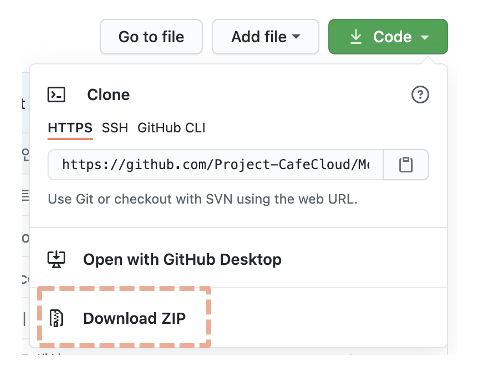 Go to file
Add file
Code
Clone
HTTPS SSH GitHub CLI
https://github.com/Project-CafeCloud/M
Use Git or checkout with SVN using the web URL.
Open with GitHub Desktop
Download ZIP